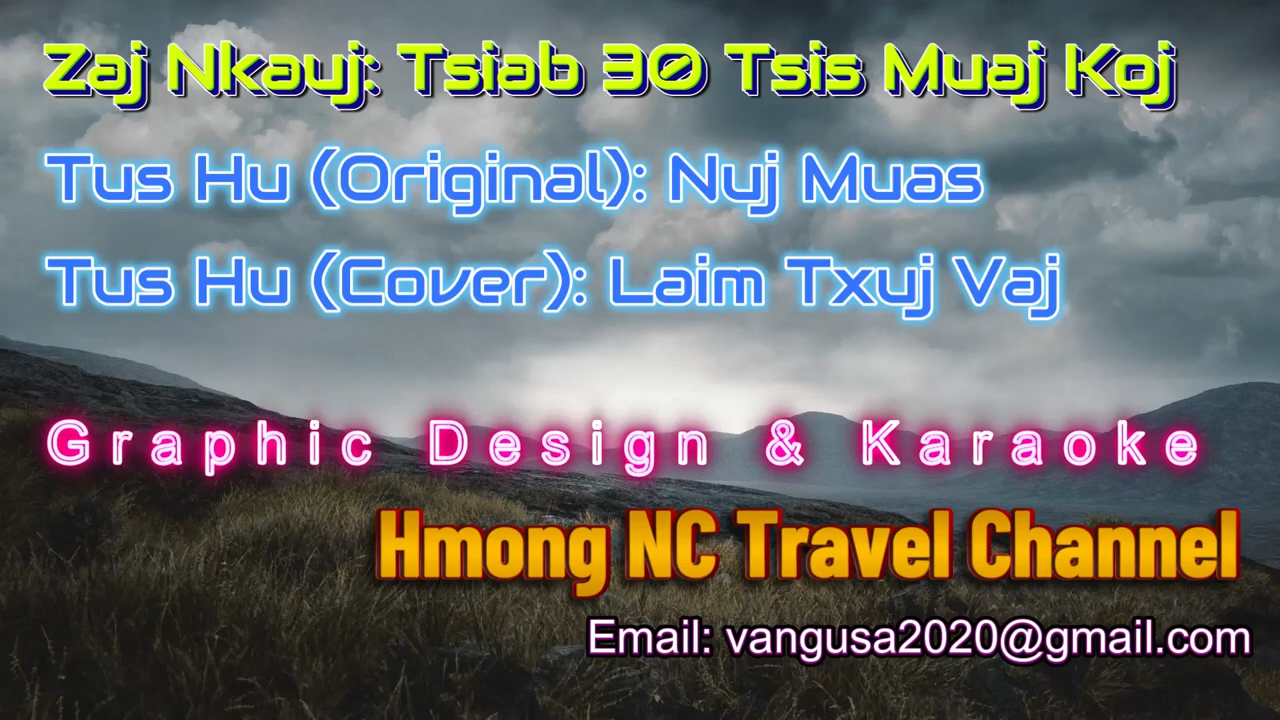 Zaj Nkauj: Tsiab 30 Tsis Muaj Koj
Tus Hu (Original): Nuj Muas
Tus Hu (Cover): Laim Txuj Vaj
Graphic Design & Karaoke
Hmong NC Travel Channel
Email: vangusa2020@gmail.com